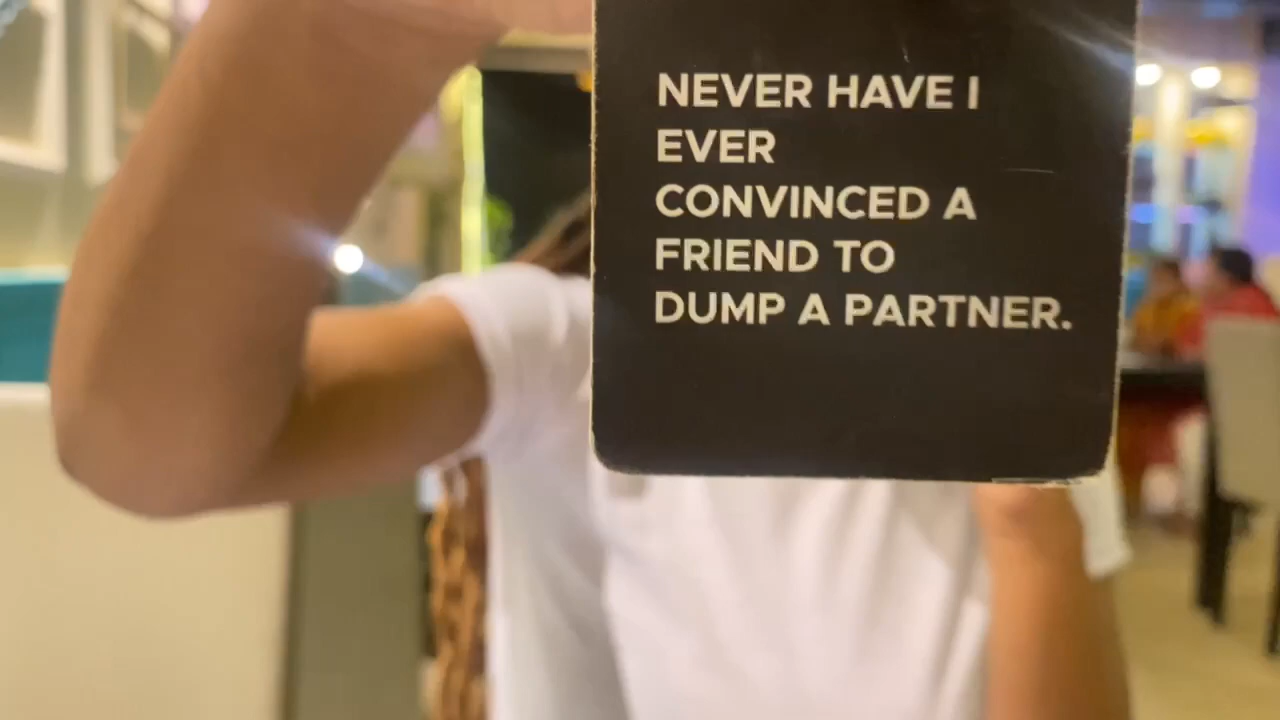 NEVER HAVE I
EVER
CONVINCED A
FRIEND TO
DUMP A PARTNER.